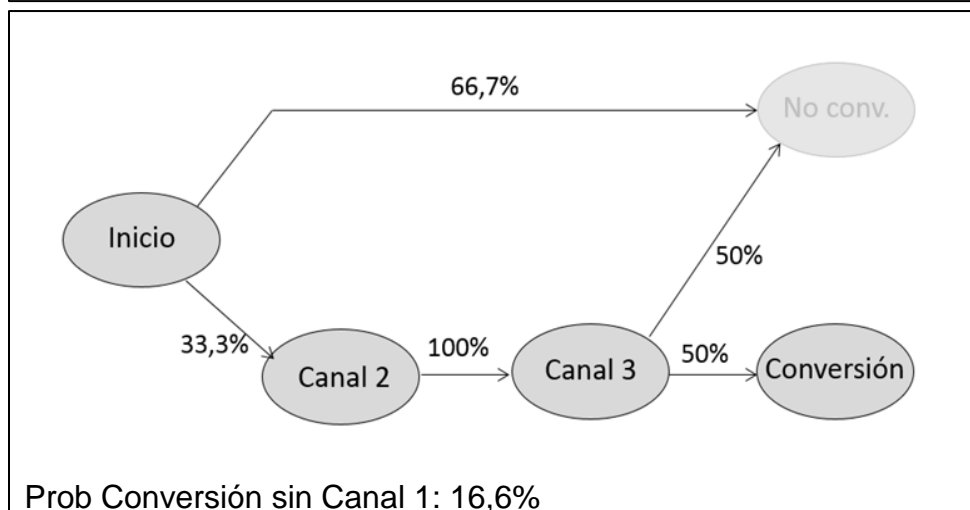 66,7%
No conv.
Inicio
50%
33,3%
100%
50%
Canal 2
Canal 3
Conversión
Prob Conversión sin Canal 1: 16,6%